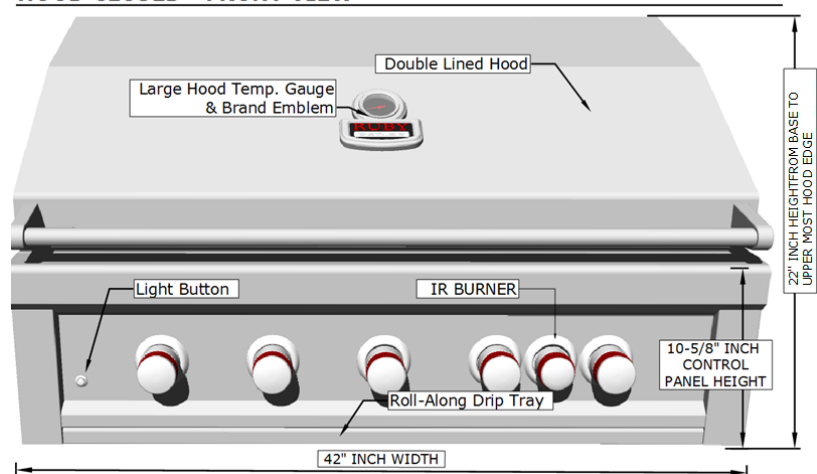 Double Lined Hood
Large Hood Temp. Gauge
& Brand Emblem
RUBY
22" INCH HEIGHTFROM BASE TO
UPPER MOST HOOD EDGE
Light Button
IR BURNER
10-5/8" INCH
CONTROL
PANEL HEIGHT
Roll-Along Drip Tray
42" INCH WIDTH